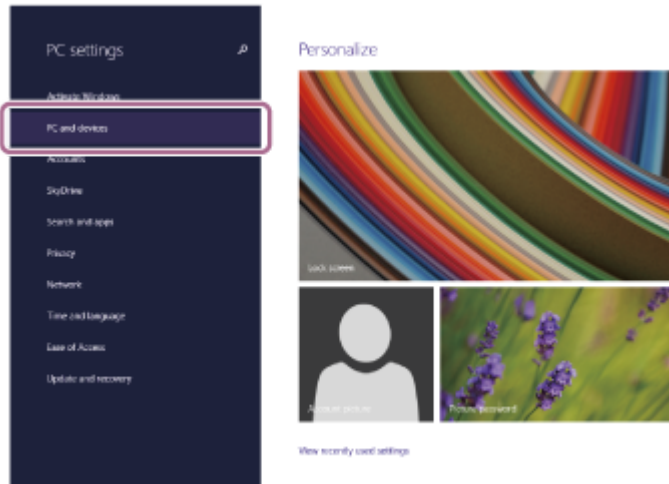 PC settings
Activate Windows
PC and devices
Accounts
SkyDrive
Search and apps
Privacy
Network
Time and language
Ease of Access
Update and recovery
Personalize
Lock screen
Account picture
Picture password
View recently used settings